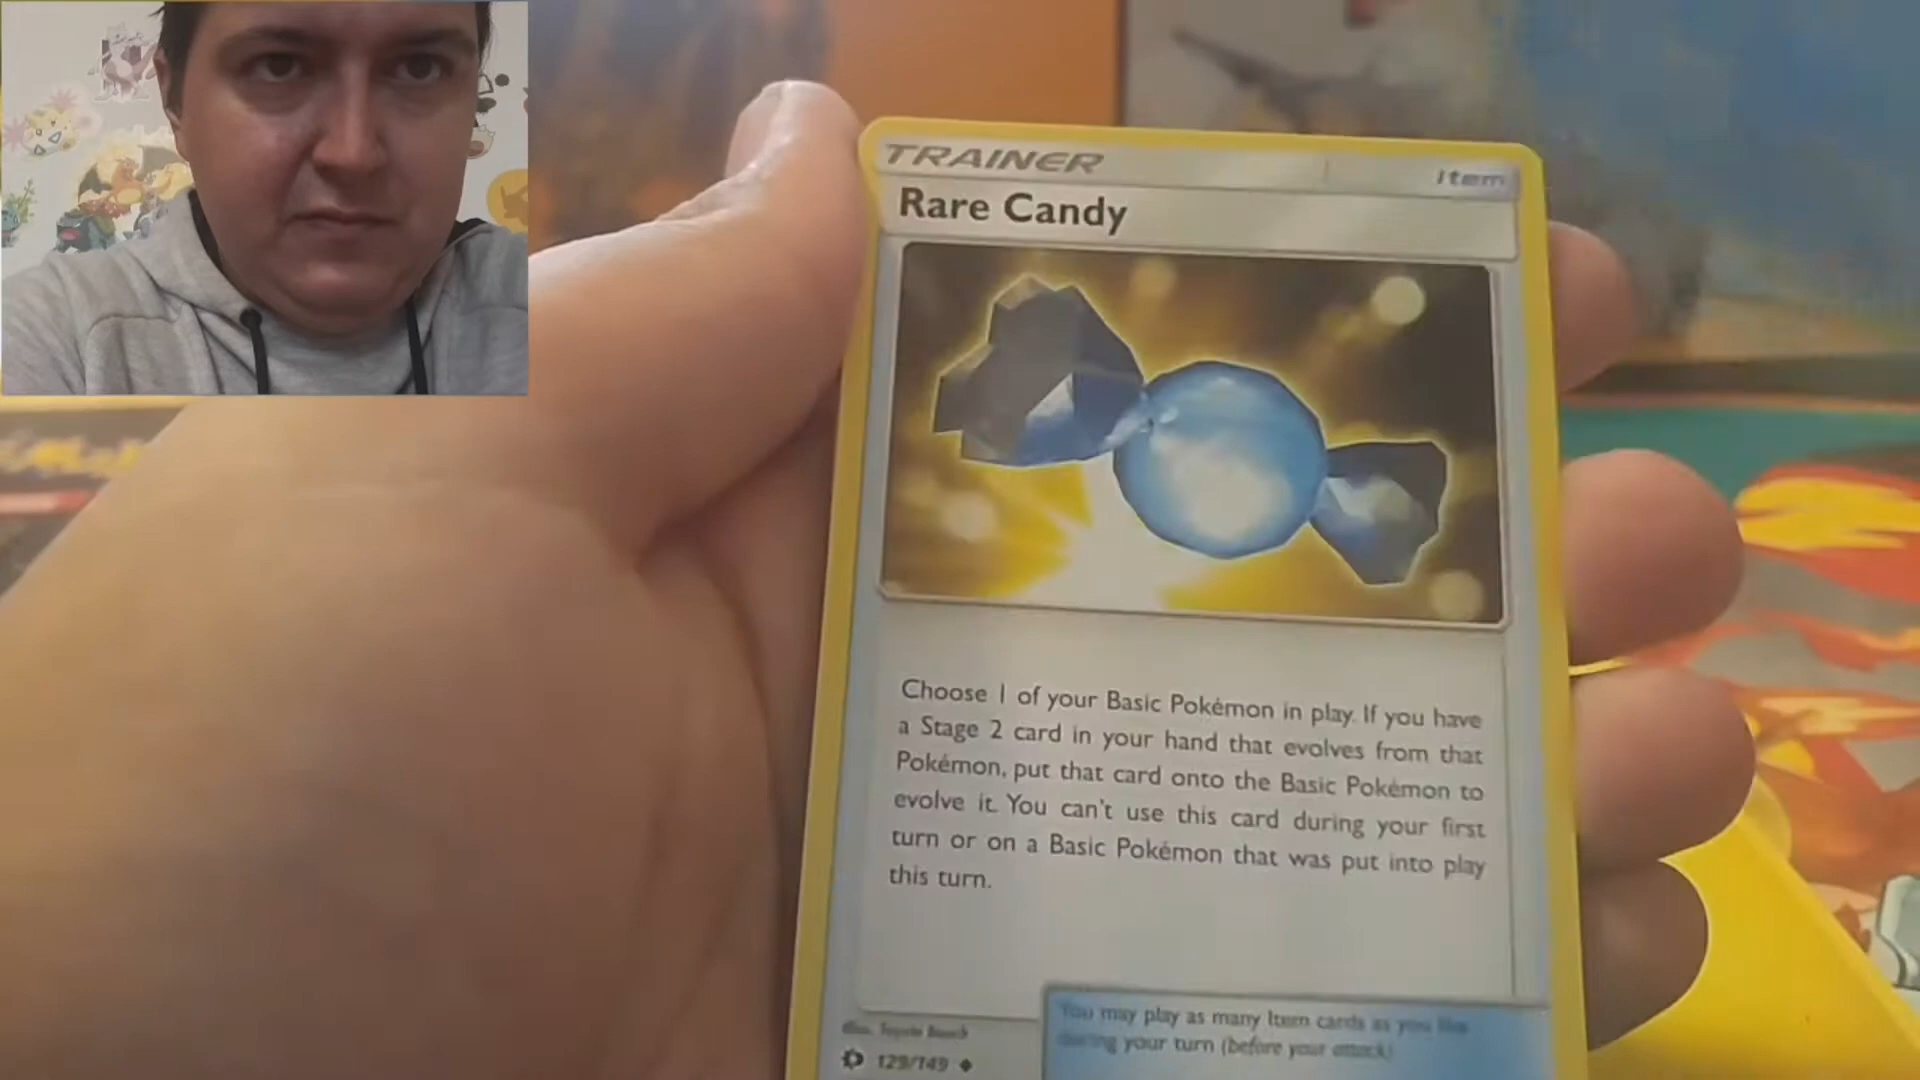 TRAINER
Item
Rare Candy
Choose 1 of your Basic Pokémon in play. If you have
a Stage 2 card in your hand that evolves from that
Pokémon, put that card onto the Basic Pokémon to
evolve it. You can't use this card during your first
turn or on a Basic Pokémon that was put into play
this turn.
You may play as many Item cards as you like
during your turn (before your attack).
Illus. Toyste Beach
129/149